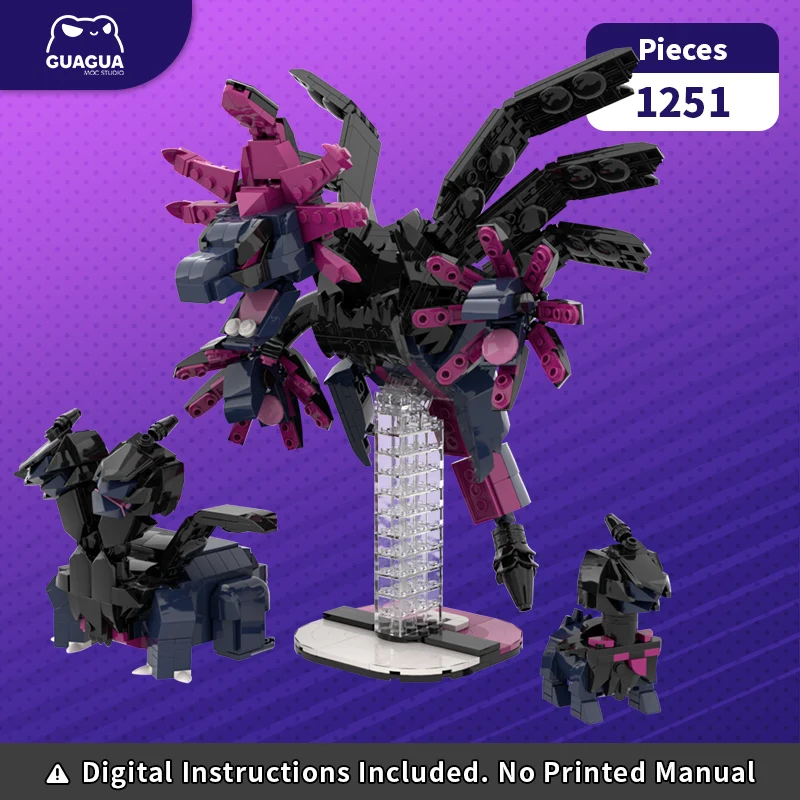 GUAGUA
MOC STUDIO
Pieces
1251
Digital Instructions Included. No Printed Manual